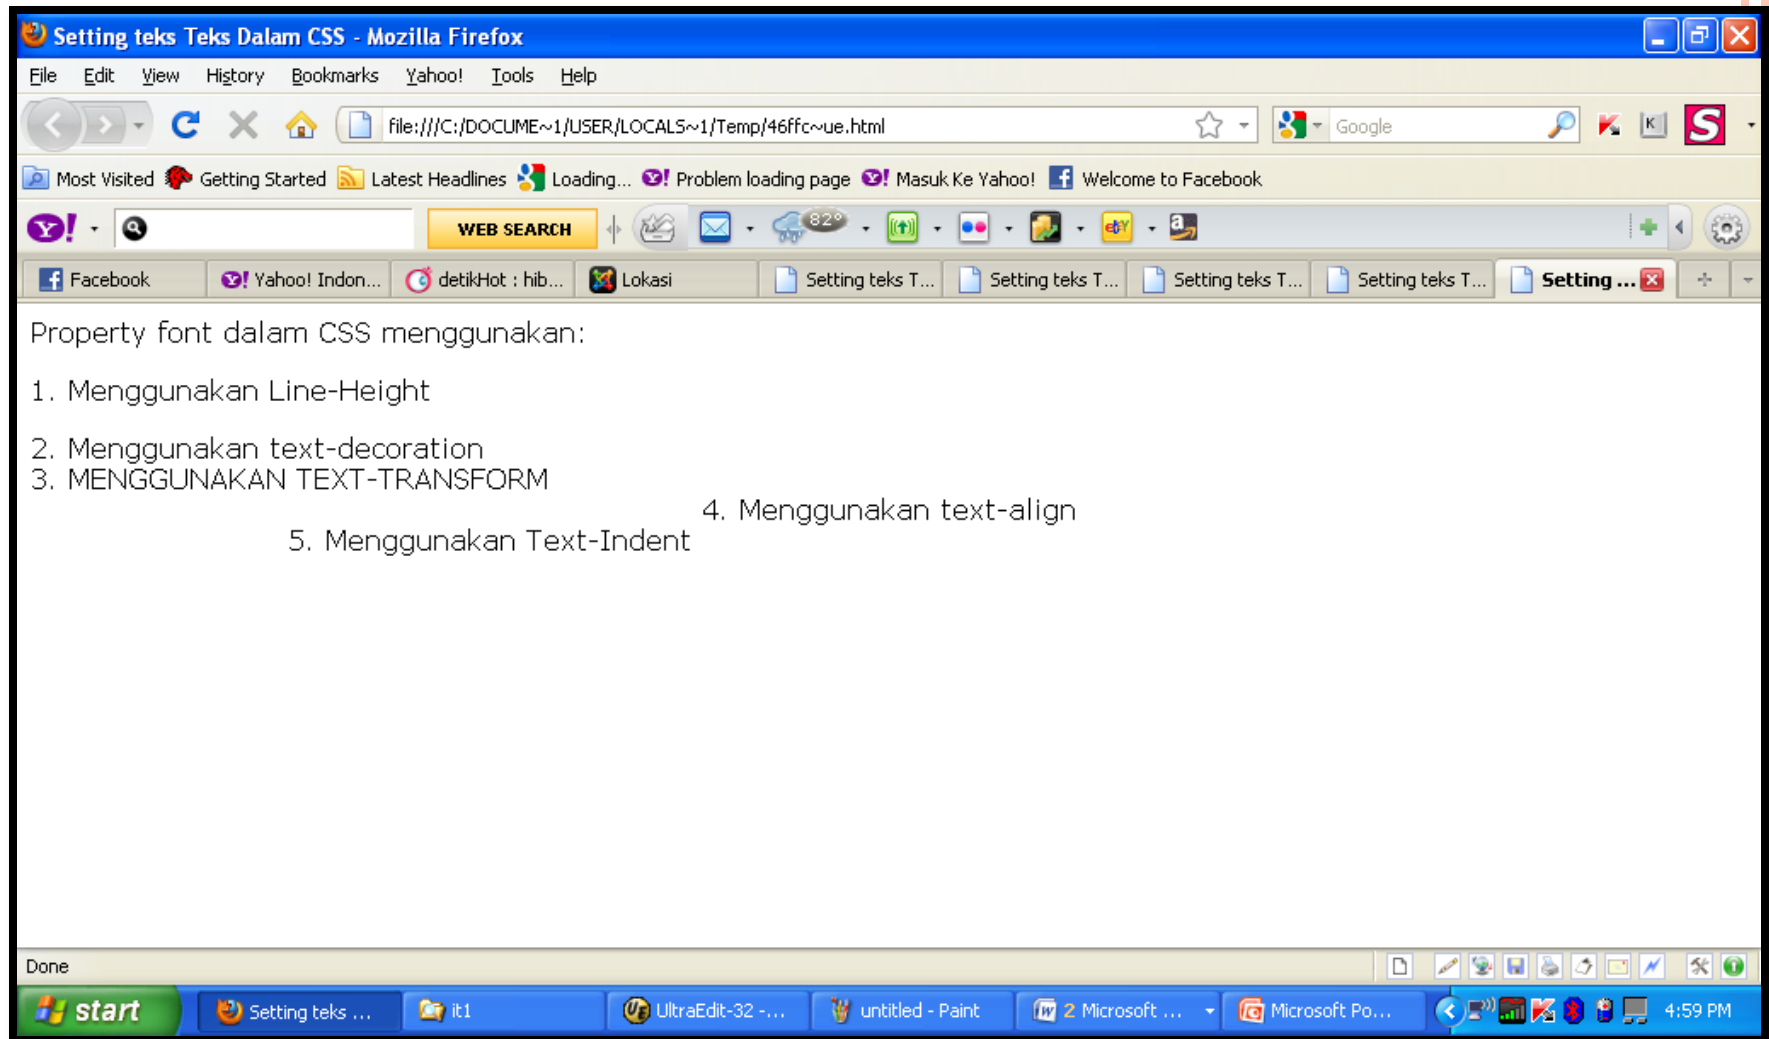 Setting teks Teks Dalam CSS - Mozilla Firefox
File Edit View History Bookmarks Yahoo! Tools Help
file:///C:/DOCUME~1/USER/LOCALS~1/Temp/46ffc~ue.html Google K K S
Most Visited Getting Started Latest Headlines Loading... Y! Problem loading page Y! Masuk Ke Yahoo! f Welcome to Facebook
Y! WEB SEARCH 82° ebY a
f Facebook Y! Yahoo! Indon... detikHot : hib... Lokasi Setting teks T... Setting teks T... Setting teks T... Setting teks T... Setting ...
Property font dalam CSS menggunakan:
1. Menggunakan Line-Height
2. Menggunakan text-decoration
3. MENGGUNAKAN TEXT-TRANSFORM
4. Menggunakan text-align
5. Menggunakan Text-Indent
Done
start Setting teks ... it1 UltraEdit-32 -... untitled - Paint 2 Microsoft ... Microsoft Po... 4:59 PM